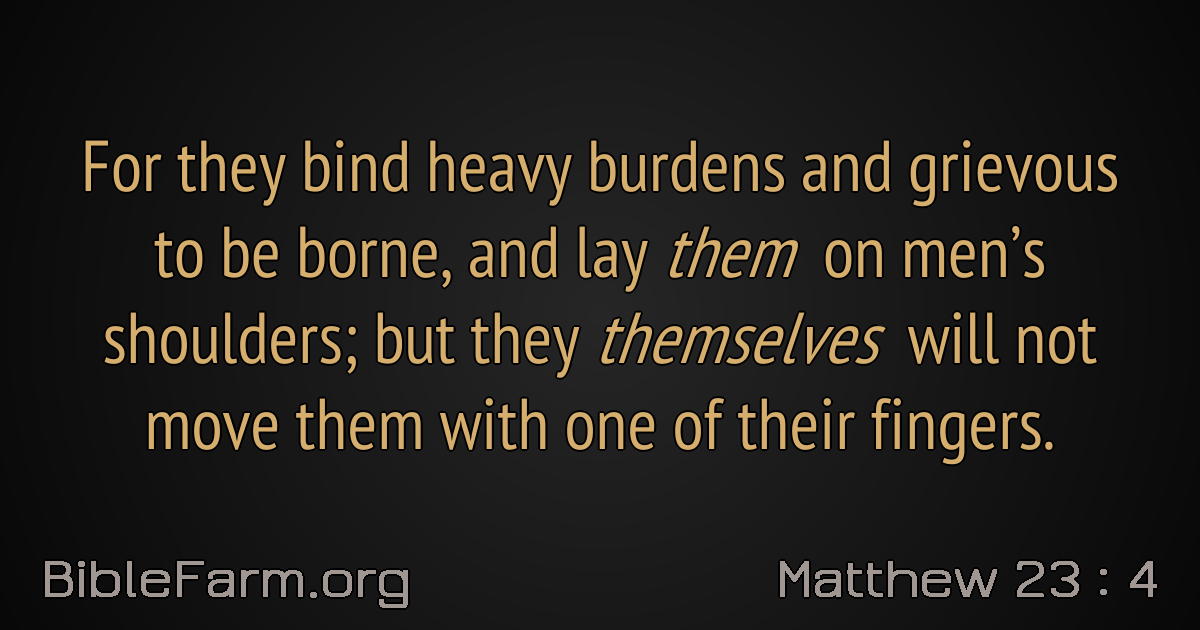 For they bind heavy burdens and grievous
to be borne, and lay them on men’s
shoulders; but they themselves will not
move them with one of their fingers.
BibleFarm.org
Matthew 23 : 4